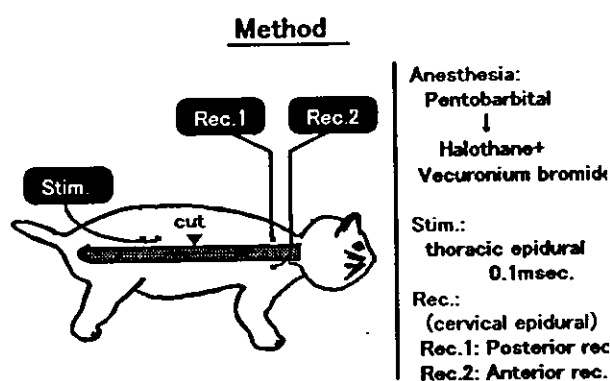 Method
Rec.1
Rec.2
Stim.
cut
Anesthesia:
Pentobarbital
↓
Halothane+
Vecuronium bromide
Stim.:
thoracic epidural
0.1msec.
Rec.:
(cervical epidural)
Rec.1: Posterior rec
Rec.2: Anterior rec.